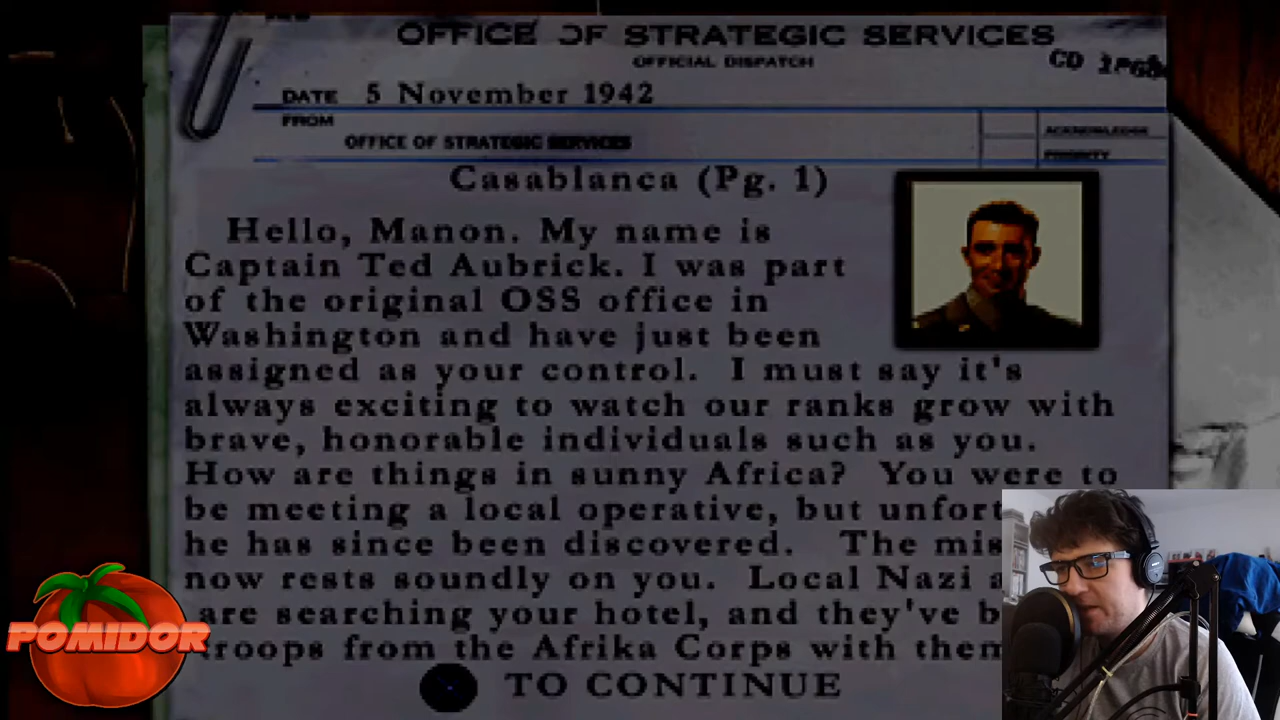 OFFICE OF STRATEGIC SERVICES
OFFICIAL DISPATCH
DATE 5 November 1942
FROM
OFFICE OF STRATEGIC SERVICES
ACKNOWLEDGE
PRIORITY
Casablanca (Pg. 1)
Hello, Manon. My name is
Captain Ted Aubrick. I was part
of the original OSS office in
Washington and have just been
assigned as your control. I must say it's
always exciting to watch our ranks grow with
brave, honorable individuals such as you.
How are things in sunny Africa? You were to
be meeting a local operative, but unfort
he has since been discovered. The mis
now rests soundly on you. Local Nazi a
are searching your hotel, and they've b
troops from the Afrika Corps with them
TO CONTINUE
POMIDOR